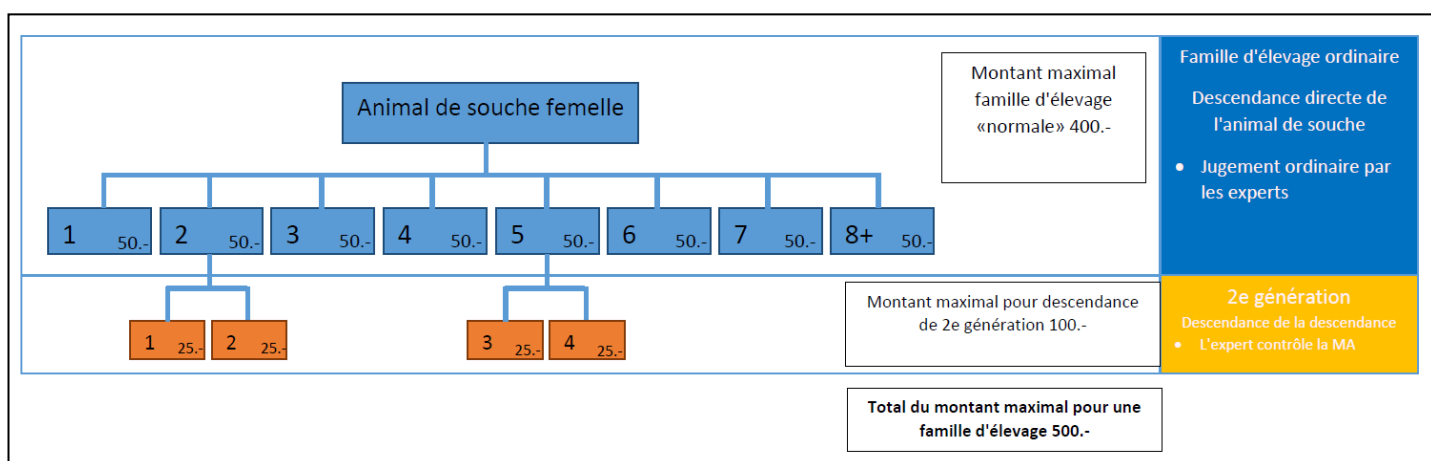 Animal de souche femelle
Montant maximal
famille d'élevage
«normale» 400.-
Famille d'élevage ordinaire
Descendance directe de
l'animal de souche
• Jugement ordinaire par
les experts
1 50.- 2 50.- 3 50.- 4 50.- 5 50.- 6 50.- 7 50.- 8+ 50.-
1 25.- 2 25.- 3 25.- 4 25.-
Montant maximal pour descendance
de 2e génération 100.-
2e génération
Descendance de la descendance
• L'expert contrôle la MA
Total du montant maximal pour une
famille d'élevage 500.-